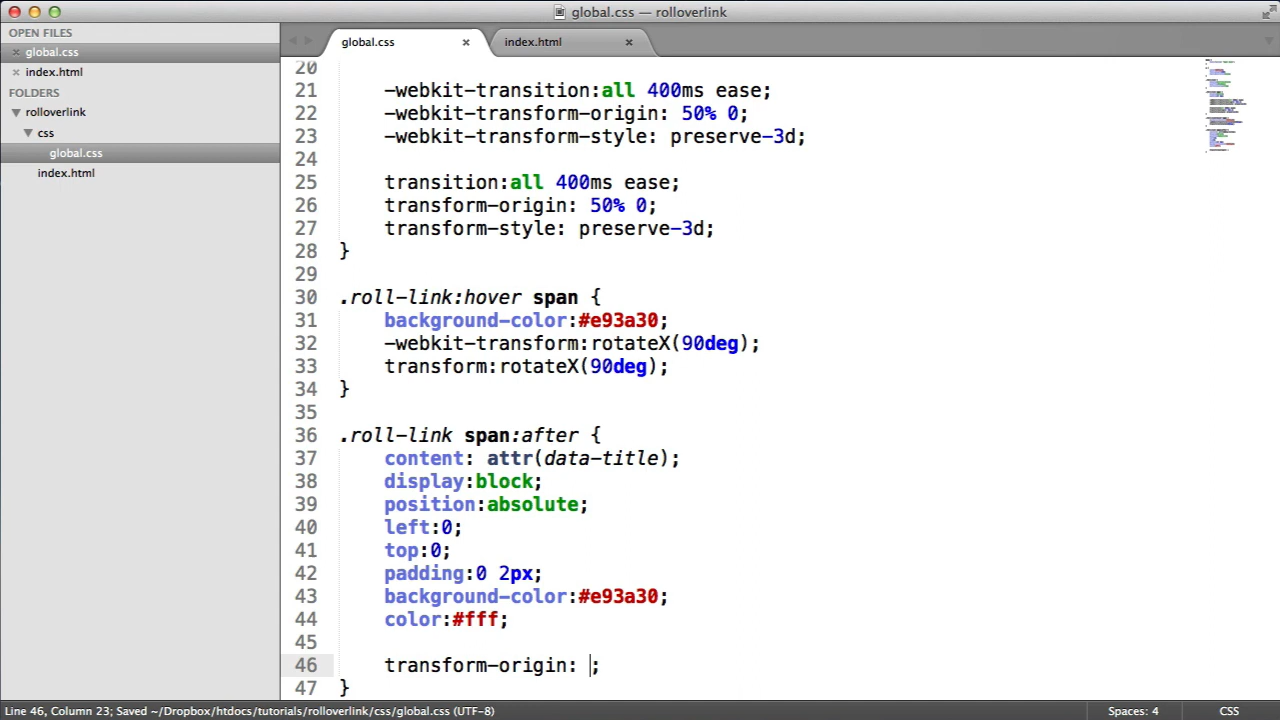 global.css — rolloverlink
OPEN FILES
global.css
index.html
FOLDERS
rolloverlink
css
global.css
index.html
global.css
index.html
20
21 -webkit-transition:all 400ms ease;
22 -webkit-transform-origin: 50% 0;
23 -webkit-transform-style: preserve-3d;
24
25 transition:all 400ms ease;
26 transform-origin: 50% 0;
27 transform-style: preserve-3d;
28 }
29
30 .roll-link:hover span {
31 background-color:#e93a30;
32 -webkit-transform:rotateX(90deg);
33 transform:rotateX(90deg);
34 }
35
36 .roll-link span:after {
37 content: attr(data-title);
38 display:block;
39 position:absolute;
40 left:0;
41 top:0;
42 padding:0 2px;
43 background-color:#e93a30;
44 color:#fff;
45
46 transform-origin: ;
47 }
Line 46, Column 23; Saved ~/Dropbox/htdocs/tutorials/rolloverlink/css/global.css (UTF-8)
Spaces: 4
CSS